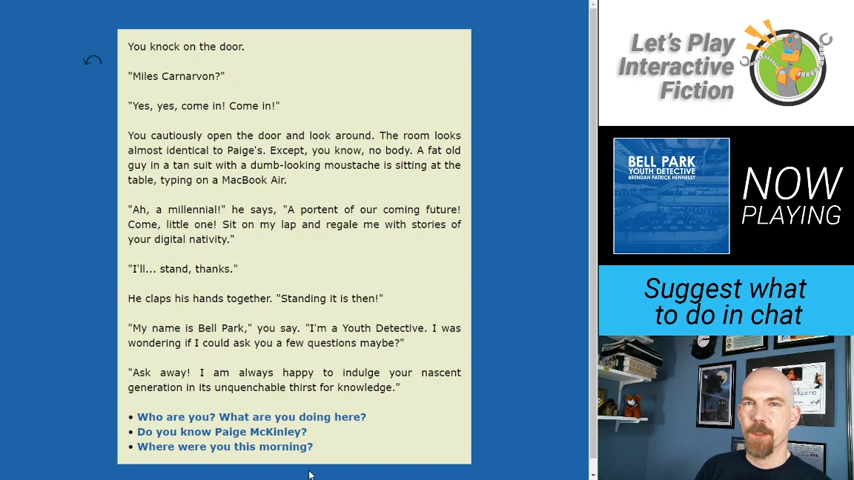 You knock on the door.
"Miles Carnarvon?"
"Yes, yes, come in! Come in!"
You cautiously open the door and look around. The room looks
almost identical to Paige's. Except, you know, no body. A fat old
guy in a tan suit with a dumb-looking moustache is sitting at the
table, typing on a MacBook Air.
"Ah, a millennial!" he says, "A portent of our coming future!
Come, little one! Sit on my lap and regale me with stories of
your digital nativity."
"I'll... stand, thanks."
He claps his hands together. "Standing it is then!"
"My name is Bell Park," you say. "I'm a Youth Detective. I was
wondering if I could ask you a few questions maybe?"
"Ask away! I am always happy to indulge your nascent
generation in its unquenchable thirst for knowledge."
• Who are you? What are you doing here?
• Do you know Paige McKinley?
• Where were you this morning?
Let's Play
Interactive
Fiction
BELL PARK
YOUTH DETECTIVE
BRENDAN PATRICK HENNESSY
NOW
PLAYING
Suggest what
to do in chat